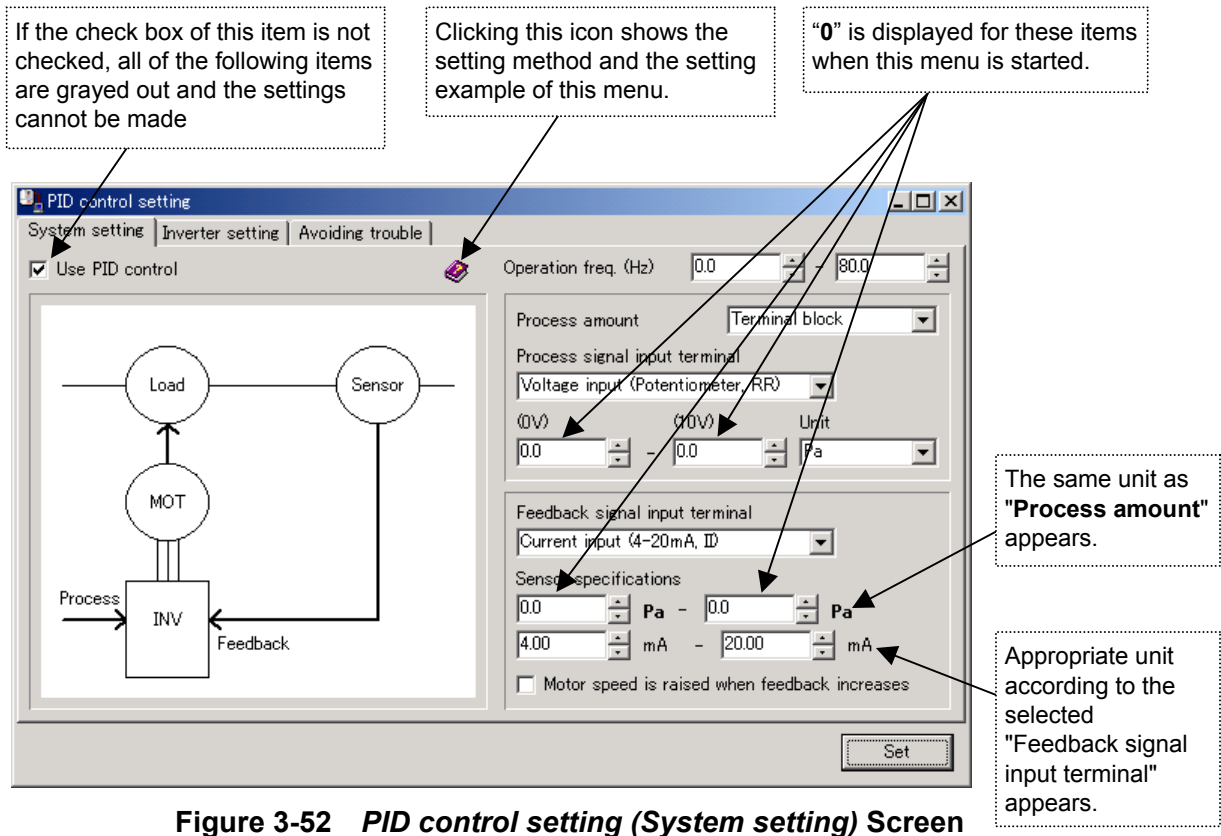 If the check box of this item is not
checked, all of the following items
are grayed out and the settings
cannot be made
Clicking this icon shows the
setting method and the setting
example of this menu.
“0” is displayed for these items
when this menu is started.
PID control setting
System setting
Inverter setting
Avoiding trouble
Use PID control
Operation freq. (Hz)
0.0 - 80.0
Load
Sensor
MOT
Process
INV
Feedback
Process amount
Terminal block
Process signal input terminal
Voltage input (Potentiometer, RR)
(0V) (10V) Unit
0.0 - 0.0 Pa
Feedback signal input terminal
Current input (4-20mA, II)
Sensor specifications
0.0 Pa - 0.0 Pa
4.00 mA - 20.00 mA
Motor speed is raised when feedback increases
Set
The same unit as
"Process amount"
appears.
Appropriate unit
according to the
selected
"Feedback signal
input terminal"
appears.
Figure 3-52 PID control setting (System setting) Screen